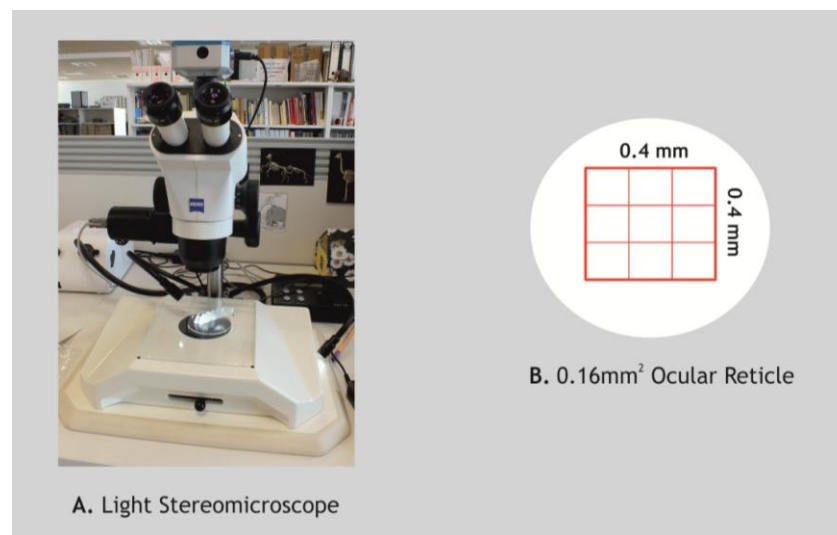 0.4 mm
0.4 mm
B. 0.16mm² Ocular Reticle
A. Light Stereomicroscope